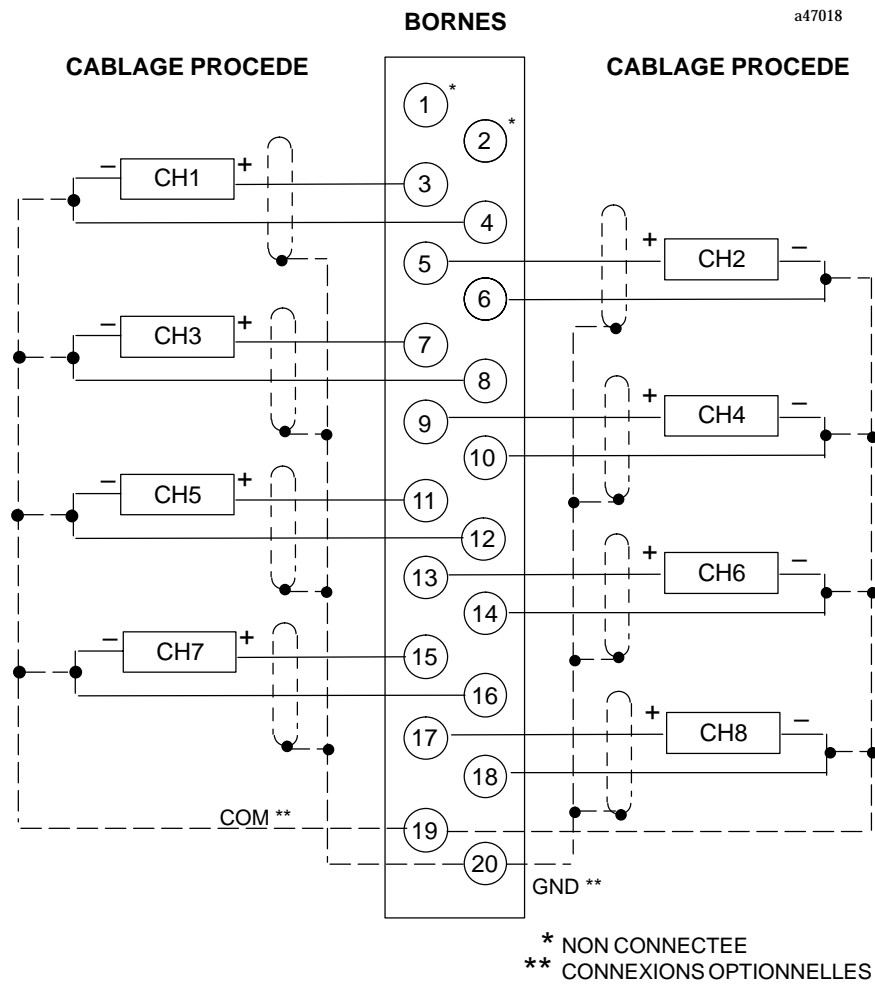 BORNES
a47018
CABLAGE PROCEDE
CABLAGE PROCEDE
1 *
2 *
− CH1 +
3
4
5
+ CH2 −
6
− CH3 +
7
8
9
+ CH4 −
10
− CH5 +
11
12
13
+ CH6 −
14
− CH7 +
15
16
17
+ CH8 −
18
COM **
19
20
GND **
* NON CONNECTEE
** CONNEXIONS OPTIONNELLES